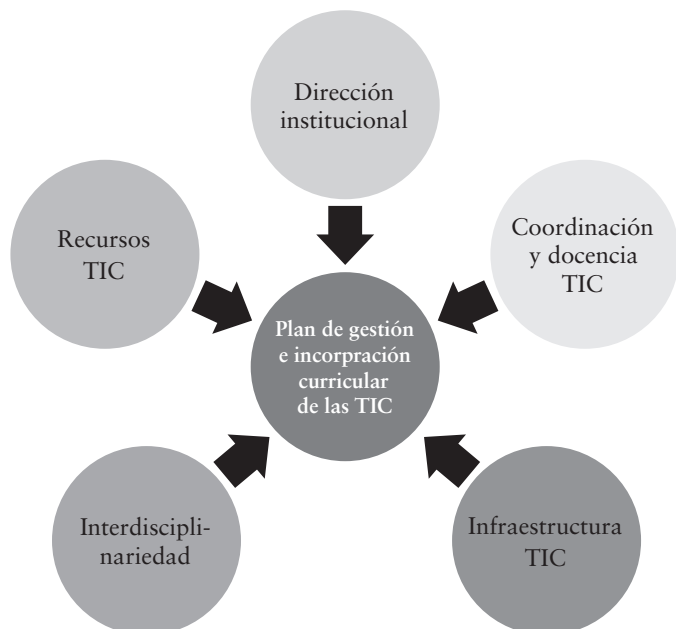 Dirección
institucional
Recursos
TIC
Coordinación
y docencia
TIC
Plan de gestión
e incorpración
curricular
de las TIC
Interdiscipli-
nariedad
Infraestructura
TIC